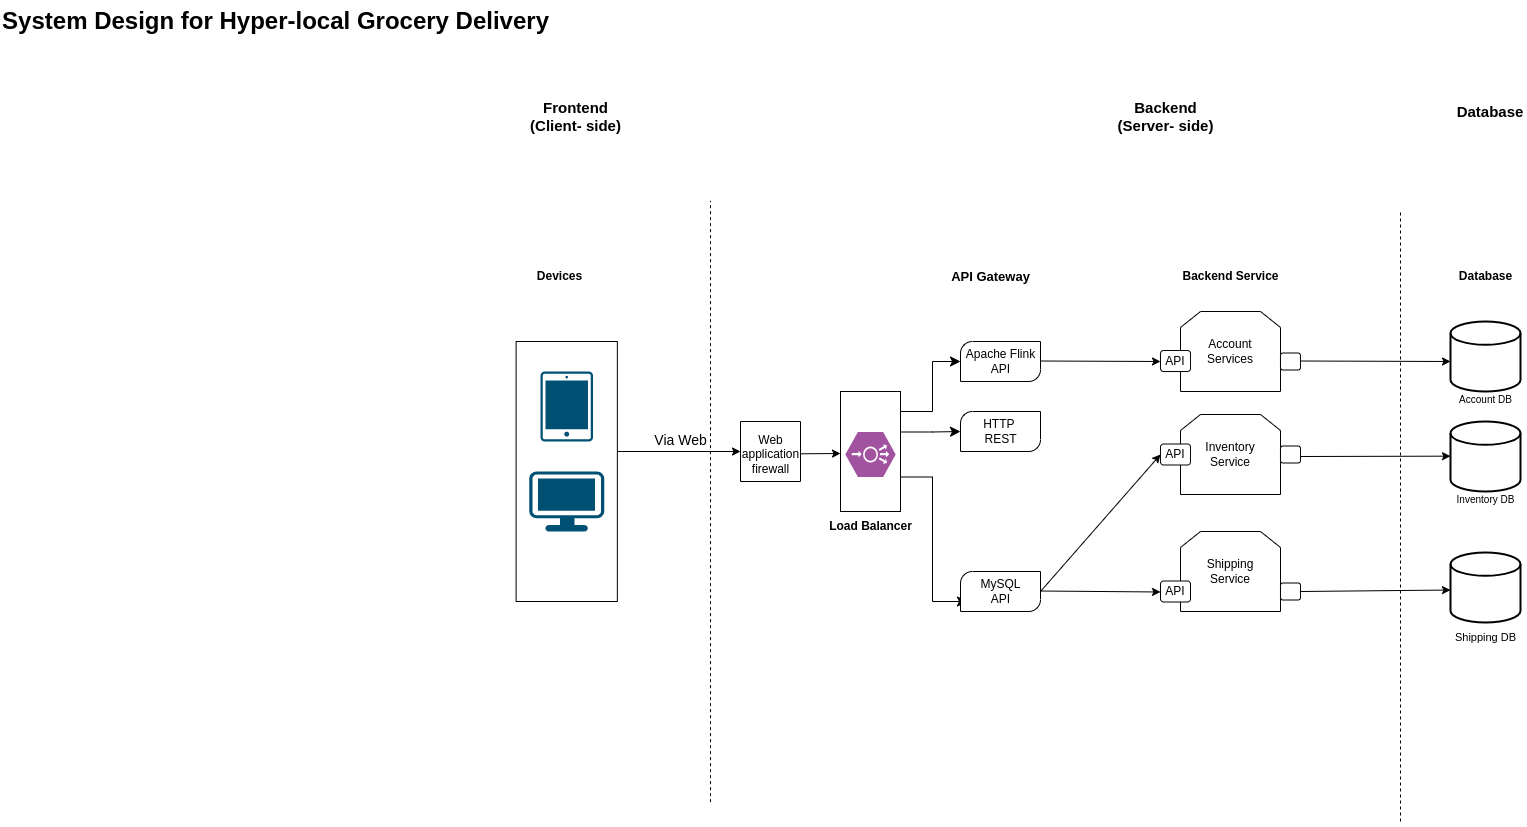 System Design for Hyper-local Grocery Delivery
Frontend
(Client- side)
Backend
(Server- side)
Database
Devices
API Gateway
Backend Service
Database
Via Web
Web
application
firewall
Load Balancer
Apache Flink
API
HTTP
REST
MySQL
API
API
Account
Services
API
Inventory
Service
API
Shipping
Service
Account DB
Inventory DB
Shipping DB